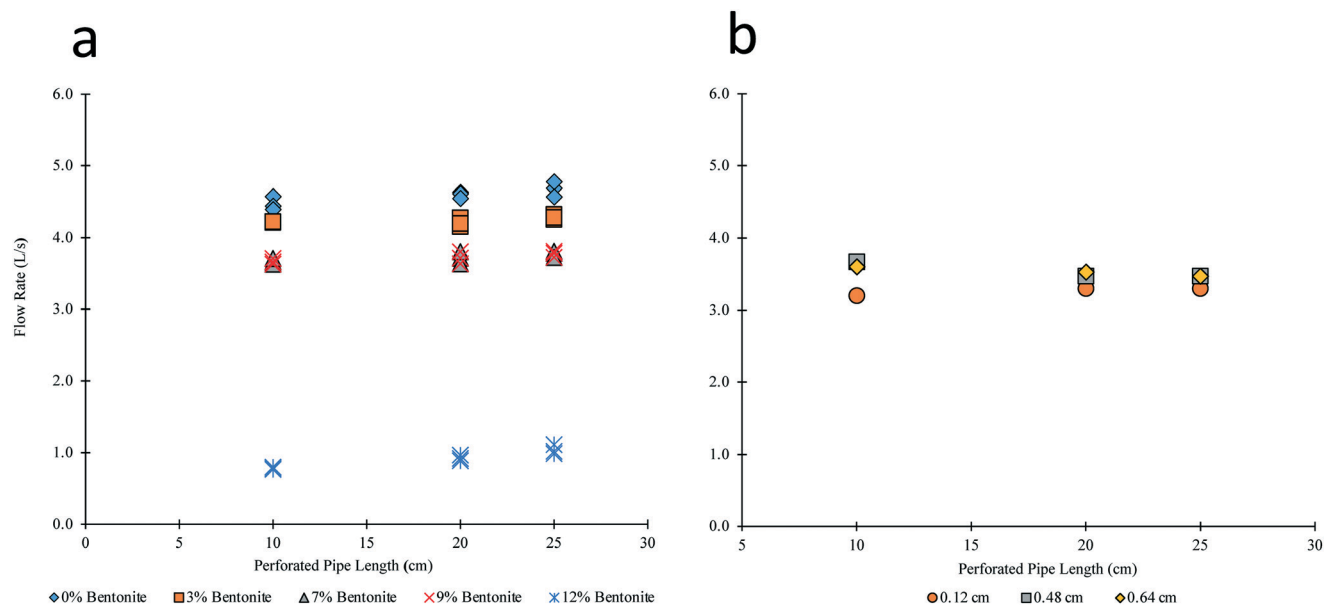 a
6.0
5.0
4.0
3.0
2.0
1.0
0.0
Flow Rate (L/s)
0 5 10 15 20 25 30
Perforated Pipe Length (cm)
0% Bentonite 3% Bentonite 7% Bentonite 9% Bentonite 12% Bentonite
b
6.0
5.0
4.0
3.0
2.0
1.0
0.0
5 10 15 20 25 30
Perforated Pipe Length (cm)
0.12 cm 0.48 cm 0.64 cm